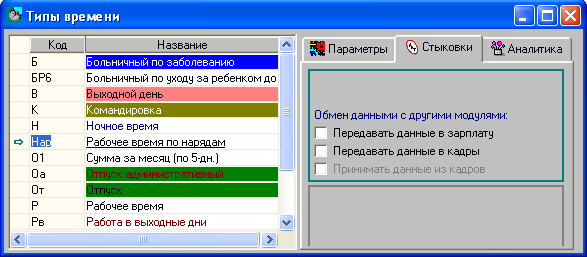 Типы времени
Код Название
Б Больничный по заболеванию
БР6 Больничный по уходу за ребенком до
В Выходной день
К Командировка
Н Ночное время
Нар Рабочее время по нарядам
О1 Сумма за месяц (по 5-дн.)
Оа Отпуск административный
От Отпуск
Р Рабочее время
Рв Работа в выходные дни
Параметры Стыковки Аналитика
Обмен данными с другими модулями:
Передавать данные в зарплату
Передавать данные в кадры
Принимать данные из кадров